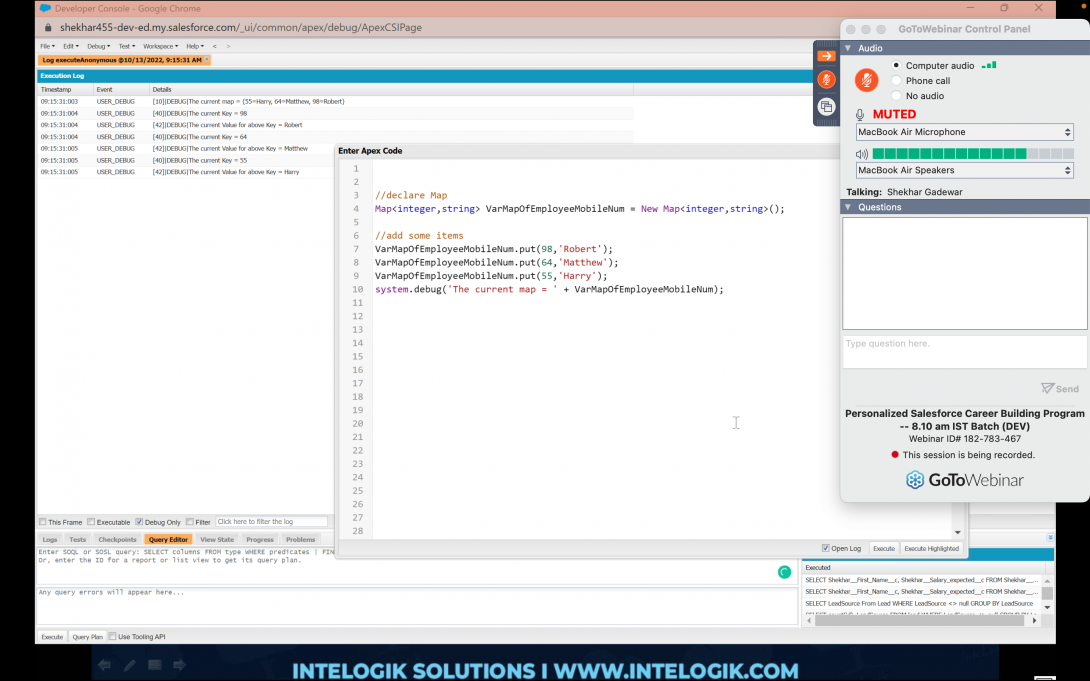 Developer Console - Google Chrome
shekhar455-dev-ed.my.salesforce.com/_ui/common/apex/debug/ApexCSIPage
File Edit Debug Test Workspace Help < >
Log executeAnonymous @10/13/2022, 9:15:31 AM
Execution Log
Timestamp Event Details
09:15:31:003 USER_DEBUG [10]|DEBUG|The current map = {55=Harry, 64=Matthew, 98=Robert}
09:15:31:004 USER_DEBUG [40]|DEBUG|The current Key = 98
09:15:31:004 USER_DEBUG [42]|DEBUG|The current Value for above Key = Robert
09:15:31:004 USER_DEBUG [40]|DEBUG|The current Key = 64
09:15:31:005 USER_DEBUG [42]|DEBUG|The current Value for above Key = Matthew
09:15:31:005 USER_DEBUG [40]|DEBUG|The current Key = 55
09:15:31:005 USER_DEBUG [42]|DEBUG|The current Value for above Key = Harry
Enter Apex Code
1
2
3 //declare Map
4 Map<integer,string> VarMapOfEmployeeMobileNum = New Map<integer,string>();
5
6 //add some items
7 VarMapOfEmployeeMobileNum.put(98,'Robert');
8 VarMapOfEmployeeMobileNum.put(64,'Matthew');
9 VarMapOfEmployeeMobileNum.put(55,'Harry');
10 system.debug('The current map = ' + VarMapOfEmployeeMobileNum);
11
12
13
14
15
16
17
18
19
20
21
22
23
24
25
26
27
28
Open Log Execute Execute Highlighted
This Frame Executable Debug Only Filter Click here to filter the log
Logs Tests Checkpoints Query Editor View State Progress Problems
Enter SOQL or SOSL query: SELECT columns FROM type WHERE predicates | FIN
Or, enter the ID for a report or list view to get its query plan.
Any query errors will appear here...
Executed
SELECT Shekhar__First_Name__c, Shekhar__Salary_expected__c FROM Shekhar__...
SELECT Shekhar__First_Name__c, Shekhar__Salary_expected__c FROM Shekhar__...
SELECT LeadSource From Lead WHERE LeadSource <> null GROUP BY LeadSource
Execute Query Plan Use Tooling API
GoToWebinar Control Panel
Audio
Computer audio
Phone call
No audio
MUTED
MacBook Air Microphone
MacBook Air Speakers
Talking: Shekhar Gadewar
Questions
Type question here.
Send
Personalized Salesforce Career Building Program
-- 8.10 am IST Batch (DEV)
Webinar ID# 182-783-467
This session is being recorded.
GoToWebinar
INTELOGIK SOLUTIONS I WWW.INTELOGIK.COM